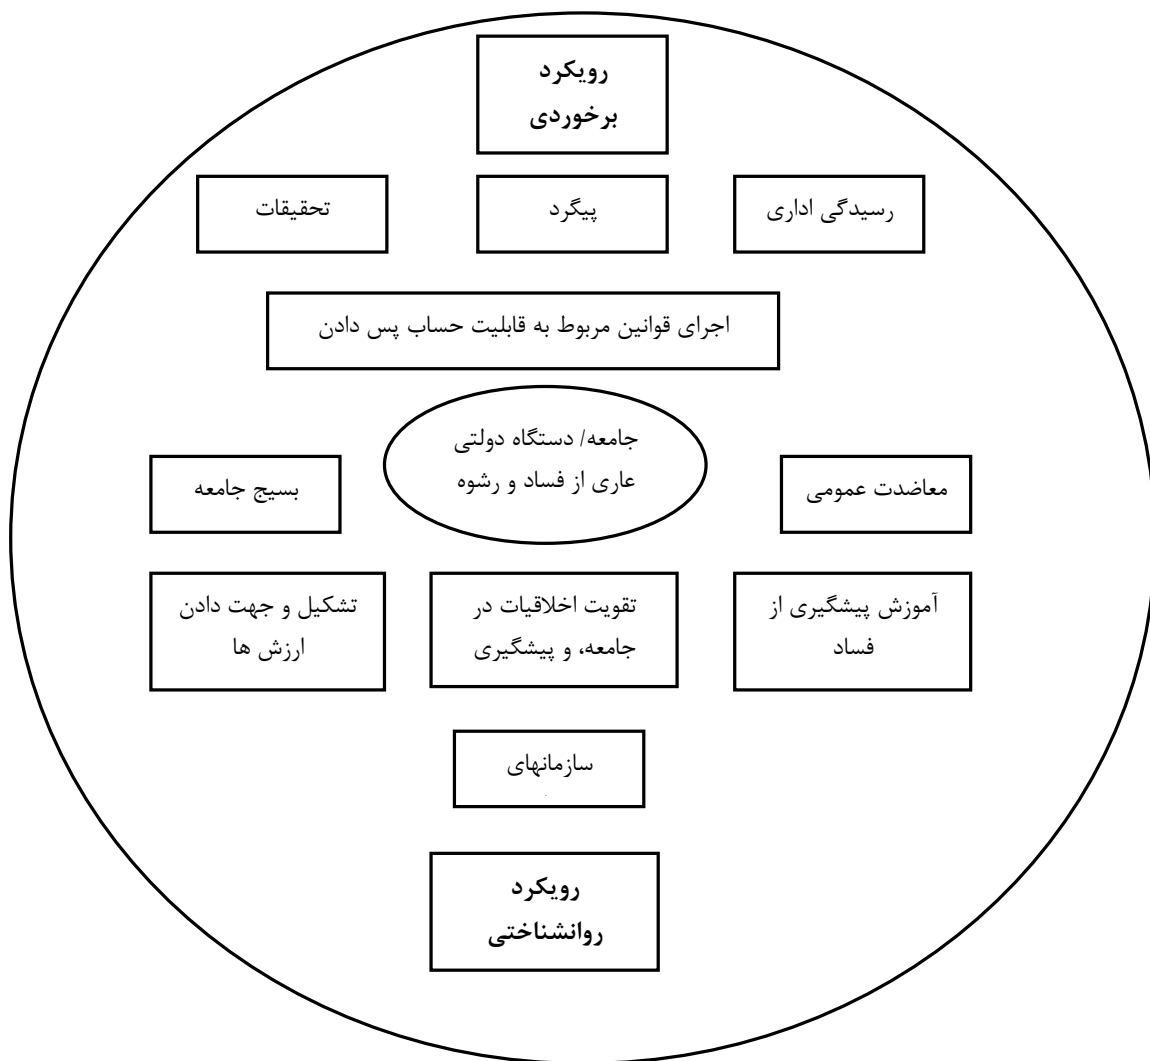 رویکرد
برخوردی
رسیدگی اداری
پیگرد
تحقیقات
اجرای قوانین مربوط به قابلیت حساب پس دادن
جامعه/ دستگاه دولتی
عاری از فساد و رشوه
معاضدت عمومی
بسیج جامعه
آموزش پیشگیری از
فساد
تقویت اخلاقیات در
جامعه، و پیشگیری
تشکیل و جهت دادن
ارزش ها
سازمانهای
رویکرد
روانشناختی